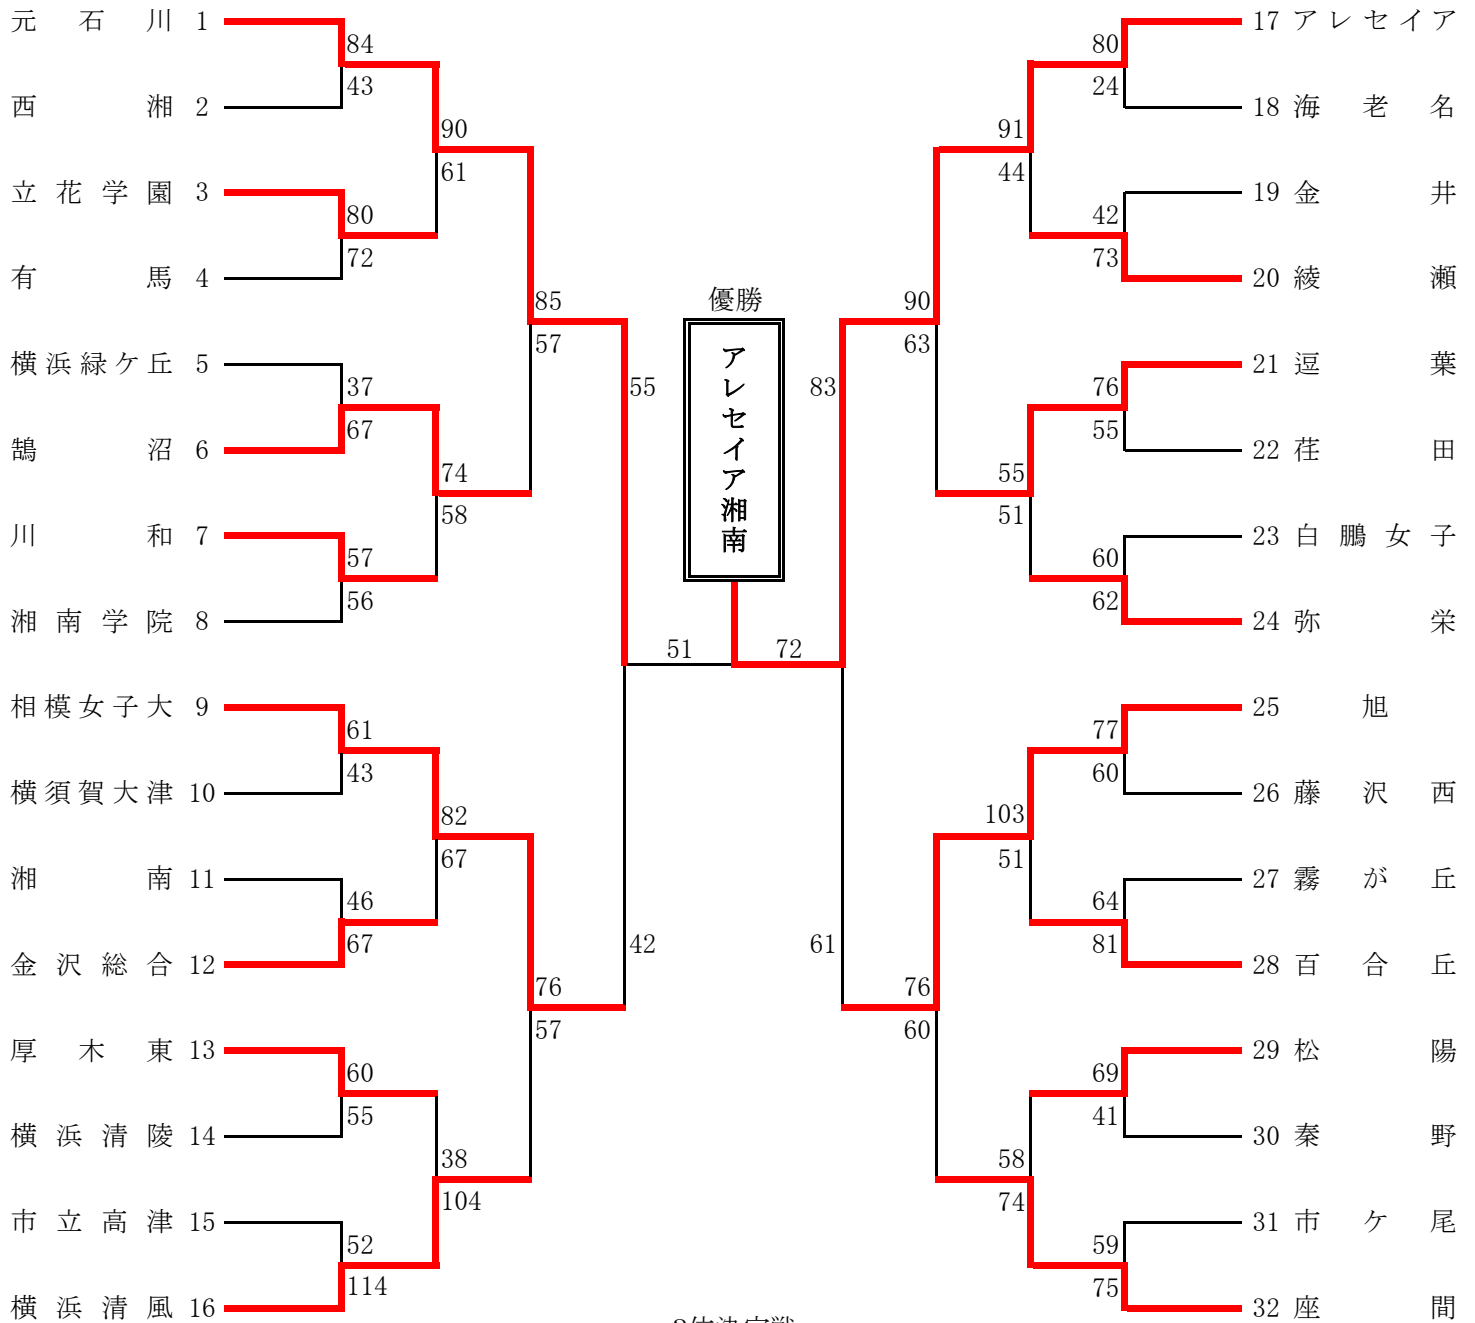 元石川 1
84
43
西湘 2
90
61
立花学園 3
80
72
有馬 4
85
57
横浜緑ケ丘 5
37
67
鵠沼 6
74
58
川和 7
57
56
湘南学院 8
55
42
相模女子大 9
61
43
横須賀大津 10
82
67
湘南 11
46
67
金沢総合 12
76
57
厚木東 13
60
55
横浜清陵 14
38
104
市立高津 15
52
114
横浜清風 16
優勝
アレセイア湘南
51 72
17 アレセイア
80
24
18 海老名
91
44
19 金井
42
73
20 綾瀬
90
63
21 逗葉
76
55
22 荏田
55
51
23 白鵬女子
60
62
24 弥栄
83
61
25 旭
77
60
26 藤沢西
103
51
27 霧が丘
64
81
28 百合丘
76
60
29 松陽
69
41
30 秦野
58
74
31 市ケ尾
59
75
32 座間